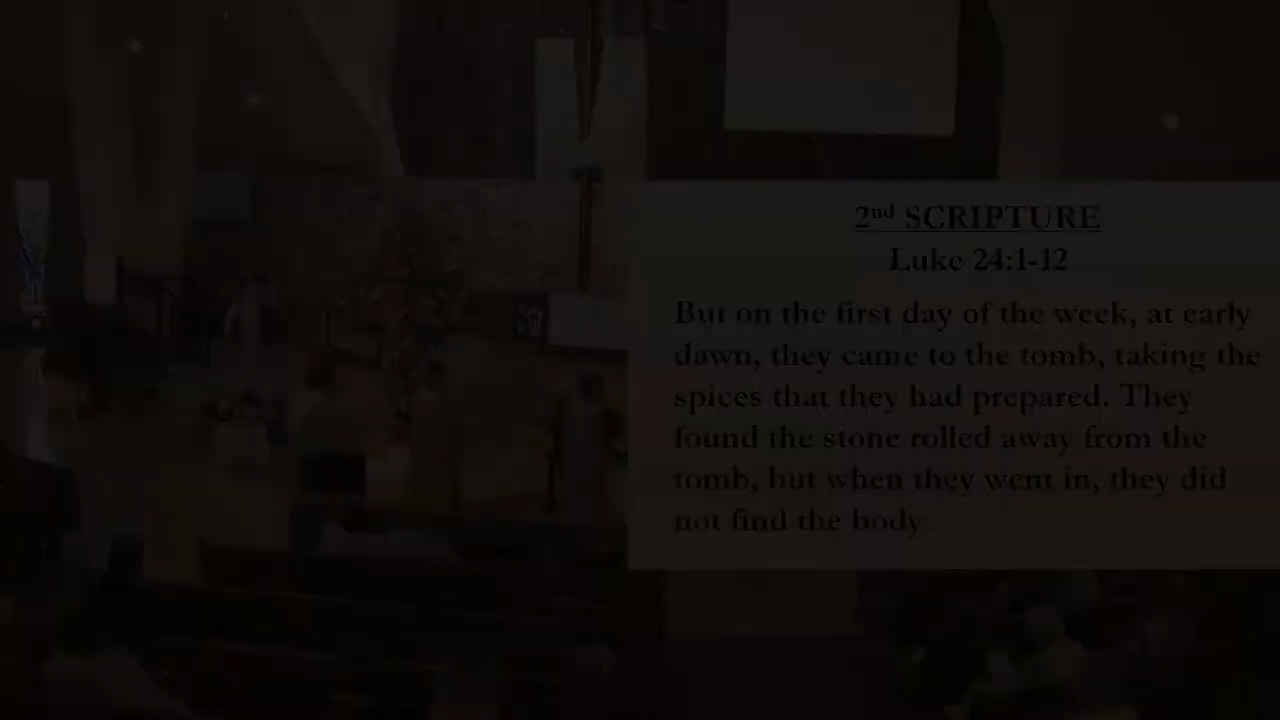 2nd SCRIPTURE
Luke 24:1-12
But on the first day of the week, at early
dawn, they came to the tomb, taking the
spices that they had prepared. They
found the stone rolled away from the
tomb, but when they went in, they did
not find the body.